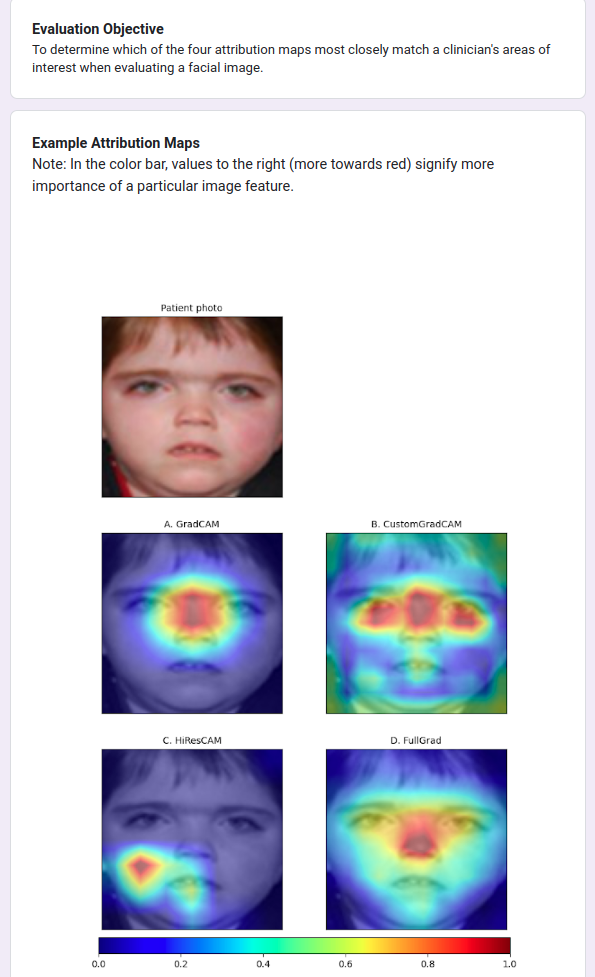 Evaluation Objective
To determine which of the four attribution maps most closely match a clinician's areas of
interest when evaluating a facial image.
Example Attribution Maps
Note: In the color bar, values to the right (more towards red) signify more
importance of a particular image feature.
Patient photo
A. GradCAM
B. CustomGradCAM
C. HiResCAM
D. FullGrad
0.0 0.2 0.4 0.6 0.8 1.0